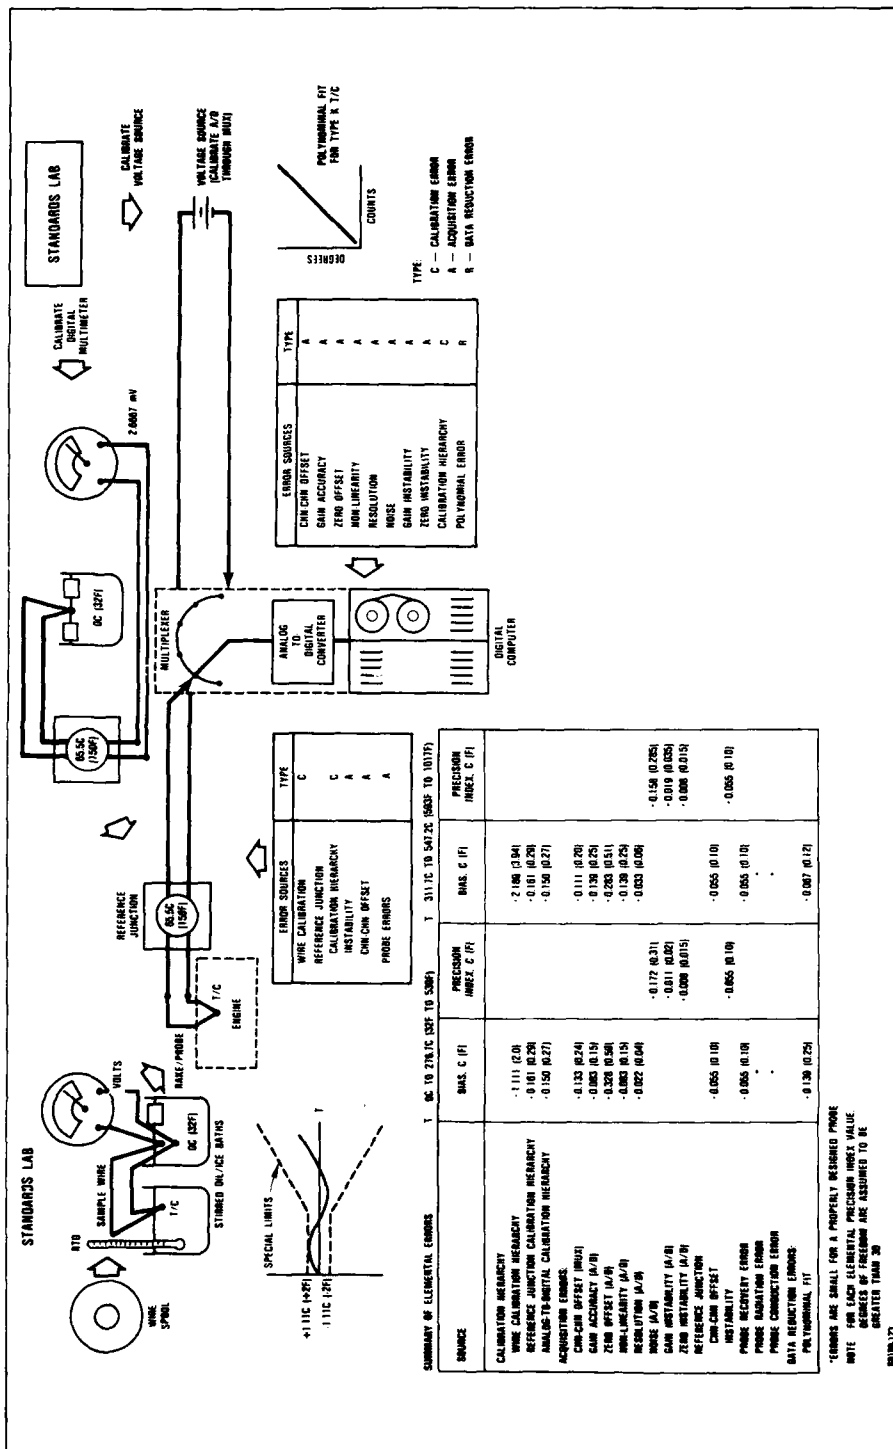 STANDARDS LAB
RTD
SAMPLE WIRE
VOLTS
WIRE
SPOOL
T/C
0C (32F)
STIRRED OIL/ICE BATHS
RAKE/PROBE
T/C
ENGINE
REFERENCE
JUNCTION
65.5C
(150F)
65.5C
(150F)
0C (32F)
2.6667 mV
CALIBRATE
DIGITAL
MULTIMETER
STANDARDS LAB
CALIBRATE
VOLTAGE SOURCE
VOLTAGE SOURCE
(CALIBRATE A/D
THROUGH MUX)
MULTIPLEXER
ANALOG
TO
DIGITAL
CONVERTER
DIGITAL
COMPUTER
SPECIAL LIMITS
+1.11C (+2F)
T
-1.11C (-2F)
ERROR SOURCES TYPE
WIRE CALIBRATION C
REFERENCE JUNCTION
CALIBRATION HIERARCHY C
INSTABILITY A
CHN-CHN OFFSET A
PROBE ERRORS A
ERROR SOURCES TYPE
CHN-CHN OFFSET A
GAIN ACCURACY A
ZERO OFFSET A
NON-LINEARITY A
RESOLUTION A
NOISE A
GAIN INSTABILITY A
ZERO INSTABILITY A
CALIBRATION HIERARCHY C
POLYNOMIAL ERROR R
DEGREES
COUNTS
POLYNOMINAL FIT
FOR TYPE K T/C
TYPE:
C — CALIBRATION ERROR
A — ACQUISITION ERROR
R — DATA REDUCTION ERROR
SUMMARY OF ELEMENTAL ERRORS T 0C TO 276.7C (32F TO 530F) T 311.7C TO 547.2C (593F TO 1017F)
SOURCE BIAS, C (F) PRECISION INDEX, C (F) BIAS, C (F) PRECISION INDEX, C (F)
CALIBRATION HIERARCHY
WIRE CALIBRATION HIERARCHY -1.111 (2.0) -2.186 (3.94)
REFERENCE JUNCTION CALIBRATION HIERARCHY -0.161 (0.29) -0.161 (0.29)
ANALOG-TO-DIGITAL CALIBRATION HIERARCHY -0.150 (0.27) -0.150 (0.27)
ACQUISITION ERRORS:
CHN-CHN OFFSET (MUX) -0.133 (0.24) -0.111 (0.20)
GAIN ACCURACY (A/D) -0.083 (0.15) -0.139 (0.25)
ZERO OFFSET (A/D) -0.283 (0.51)
NON-LINEARITY (A/D) -0.083 (0.15) -0.139 (0.25)
RESOLUTION (A/D) -0.022 (0.04) -0.033 (0.06)
NOISE (A/D) -0.172 (0.31) -0.158 (0.285)
GAIN INSTABILITY (A/D) -0.011 (0.02) -0.019 (0.035)
ZERO INSTABILITY (A/D) -0.008 (0.015) -0.008 (0.015)
REFERENCE JUNCTION
CHN-CHN OFFSET -0.055 (0.10) -0.055 (0.10)
INSTABILITY -0.055 (0.10) -0.055 (0.10)
PROBE RECOVERY ERROR -0.055 (0.10) -0.055 (0.10)
PROBE RADIATION ERROR * *
PROBE CONDUCTION ERROR * *
DATA REDUCTION ERRORS:
POLYNOMINAL FIT -0.139 (0.25) -0.067 (0.12)
*ERRORS ARE SMALL FOR A PROPERLY DESIGNED PROBE
NOTE FOR EACH ELEMENTAL PRECISION INDEX VALUE
DEGREES OF FREEDOM ARE ASSUMED TO BE
GREATER THAN 30